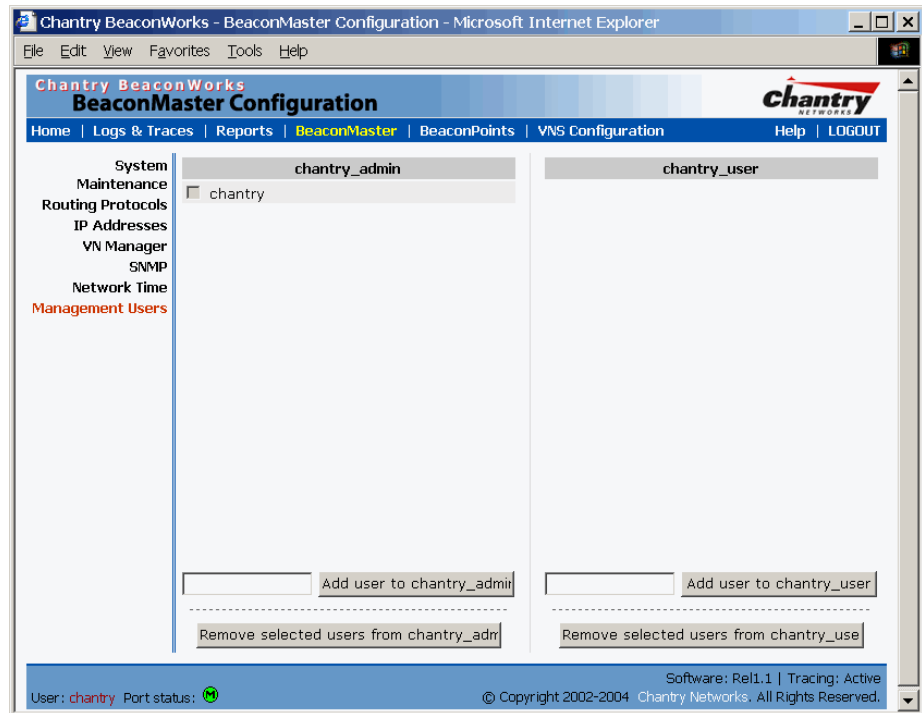 Chantry BeaconWorks - BeaconMaster Configuration - Microsoft Internet Explorer
File Edit View Favorites Tools Help
Chantry BeaconWorks
BeaconMaster Configuration
Chantry
NETWORKS
Home | Logs & Traces | Reports | BeaconMaster | BeaconPoints | VNS Configuration Help | LOGOUT
System
Maintenance
Routing Protocols
IP Addresses
VN Manager
SNMP
Network Time
Management Users
chantry_admin
chantry
Add user to chantry_admin
Remove selected users from chantry_adm
chantry_user
Add user to chantry_user
Remove selected users from chantry_use
Software: Rel1.1 | Tracing: Active
User: chantry Port status: M
© Copyright 2002-2004 Chantry Networks. All Rights Reserved.